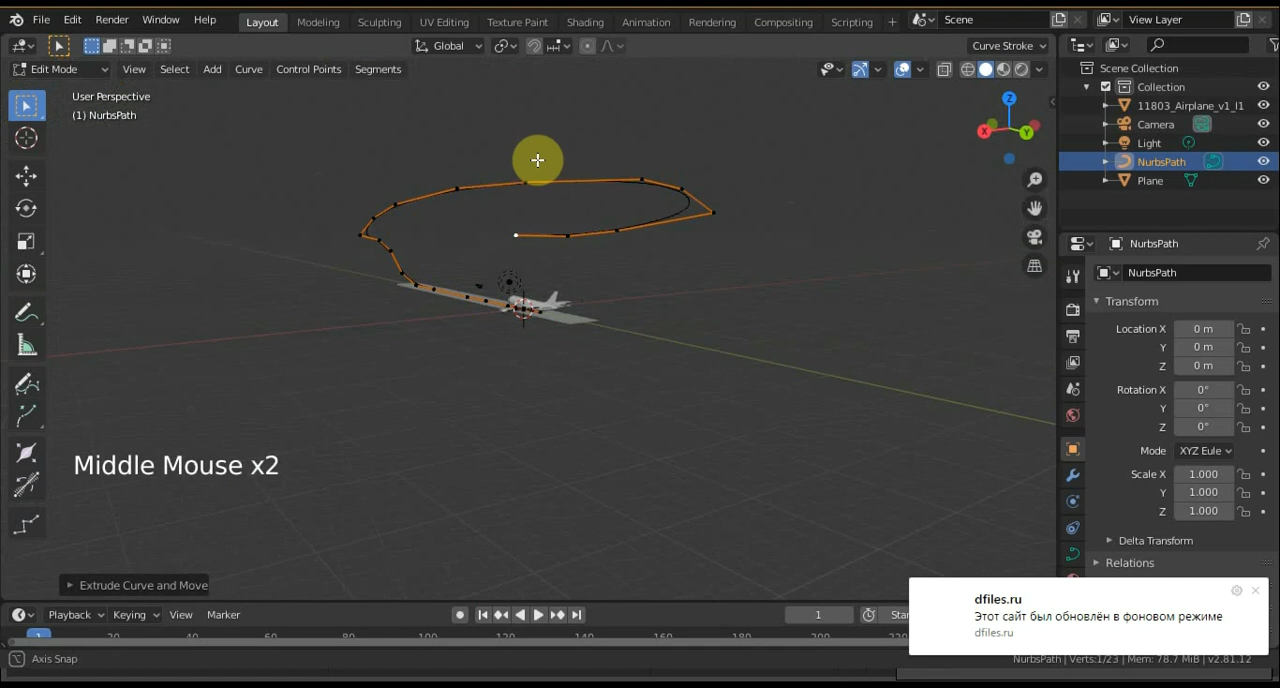 File Edit Render Window Help Layout Modeling Sculpting UV Editing Texture Paint Shading Animation Rendering Compositing Scripting + Scene View Layer
Global Curve Stroke
Edit Mode View Select Add Curve Control Points Segments
User Perspective
(1) NurbsPath
Z
X
Y
Scene Collection
Collection
11803_Airplane_v1_l1
Camera
Light
NurbsPath
Plane
NurbsPath
NurbsPath
Transform
Location X 0 m
Y 0 m
Z 0 m
Rotation X 0°
Y 0°
Z 0°
Mode XYZ Eule
Scale X 1.000
Y 1.000
Z 1.000
Delta Transform
Relations
Middle Mouse x2
Extrude Curve and Move
dfiles.ru
Этот сайт был обновлён в фоновом режиме
dfiles.ru
Playback Keying View Marker 1 Star
1 20 40 60 80 100 120 140 160 180 200 22
Axis Snap
NurbsPath | Verts:1/23 | Mem: 78.7 MiB | v2.81.12